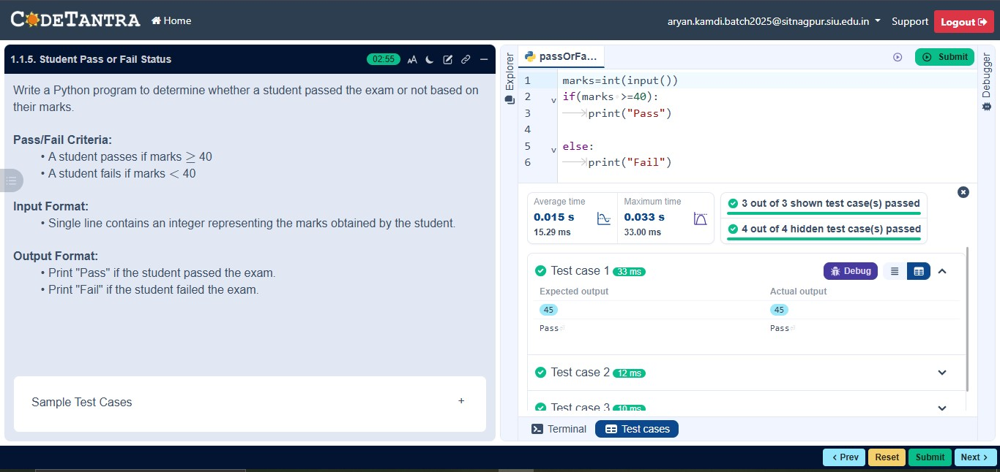 CODETANTRA
Home
aryan.kamdi.batch2025@sitnagpur.siu.edu.in
Support
Logout
1.1.5. Student Pass or Fail Status
02:55
AA
Write a Python program to determine whether a student passed the exam or not based on
their marks.
Pass/Fail Criteria:
• A student passes if marks ≥ 40
• A student fails if marks < 40
Input Format:
• Single line contains an integer representing the marks obtained by the student.
Output Format:
• Print "Pass" if the student passed the exam.
• Print "Fail" if the student failed the exam.
Sample Test Cases
+
Explorer
passOrFa...
Submit
Debugger
1 marks=int(input())
2 if(marks >=40):
3 print("Pass")
4
5 else:
6 print("Fail")
Average time
0.015 s
15.29 ms
Maximum time
0.033 s
33.00 ms
3 out of 3 shown test case(s) passed
4 out of 4 hidden test case(s) passed
Test case 1 33 ms
Debug
Expected output Actual output
45 45
Pass Pass
Test case 2 12 ms
Test case 3 10 ms
Terminal
Test cases
< Prev
Reset
Submit
Next >